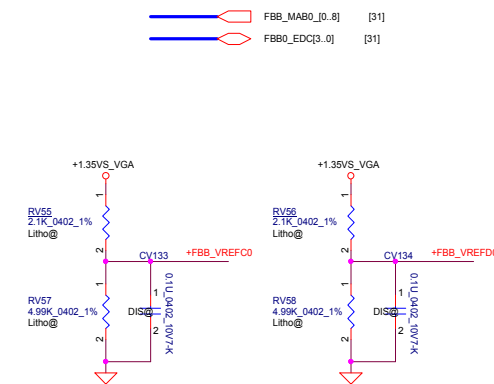 FBB_MAB0_[0..8] [31]
FBB0_EDC[3..0] [31]
+1.35VS_VGA
+1.35VS_VGA
1
1
RV55
2.1K_0402_1%
Litho@
RV56
2.1K_0402_1%
Litho@
2
2
CV133
+FBB_VREFC0
CV134
+FBB_VREFD0
1
1
RV57
4.99K_0402_1%
Litho@
DIS@
1
2
0.1U_0402_10V7-K
RV58
4.99K_0402_1%
Litho@
DIS@
1
2
0.1U_0402_10V7-K
2
2